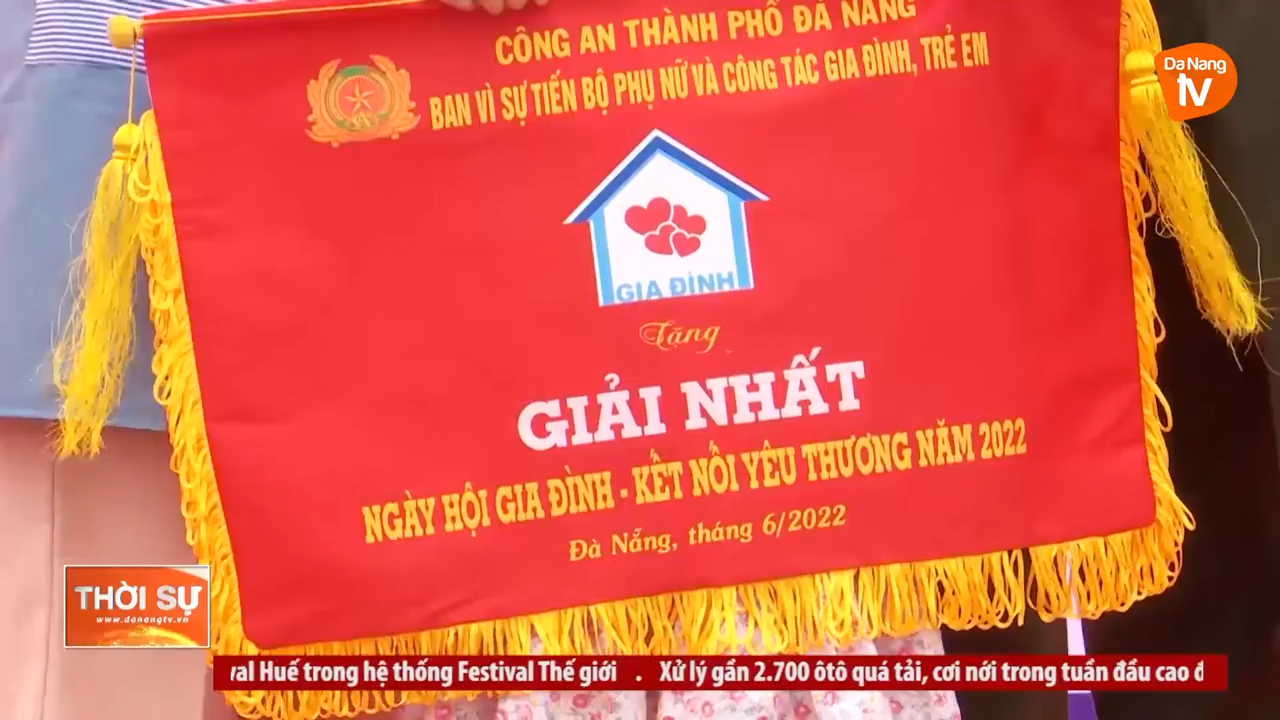 CÔNG AN THÀNH PHỐ ĐÀ NẴNG
BAN VÌ SỰ TIẾN BỘ PHỤ NỮ VÀ CÔNG TÁC GIA ĐÌNH, TRẺ EM
Da Nang
tv
GIA ĐÌNH
Tặng
GIẢI NHẤT
NGÀY HỘI GIA ĐÌNH - KẾT NỐI YÊU THƯƠNG NĂM 2022
Đà Nẵng, tháng 6/2022
THỜI SỰ
www.danangtv.vn
val Huế trong hệ thống Festival Thế giới . Xử lý gần 2.700 ôtô quá tải, cơi nới trong tuần đầu cao